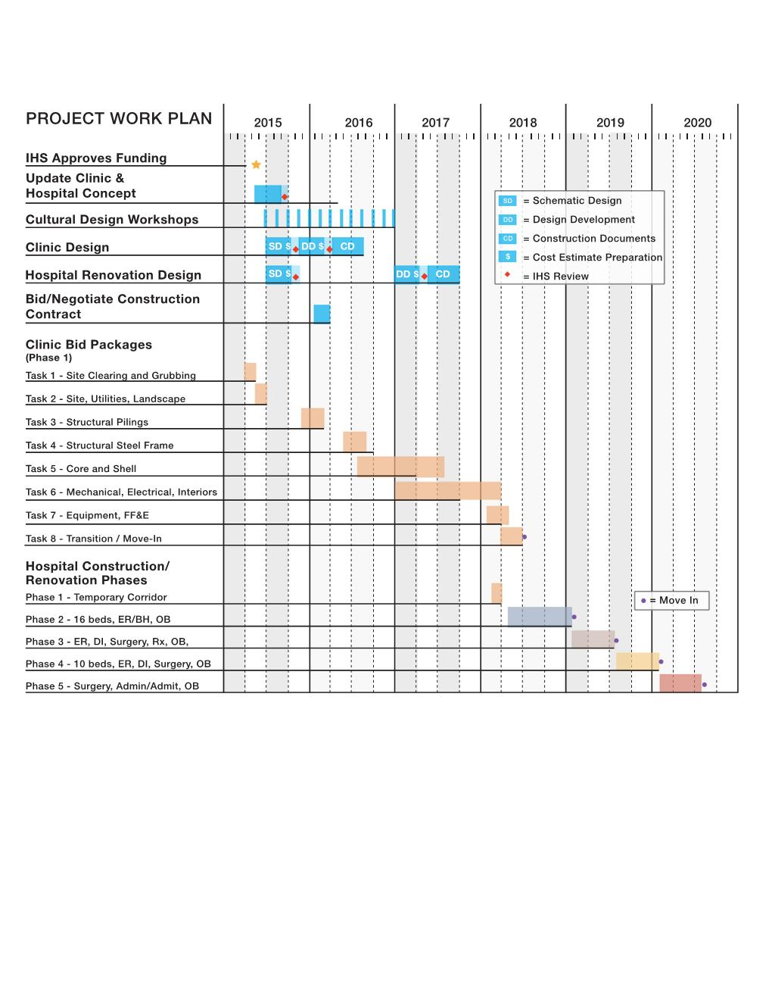 PROJECT WORK PLAN
2015 2016 2017 2018 2019 2020
IHS Approves Funding
Update Clinic &
Hospital Concept
Cultural Design Workshops
Clinic Design
SD $ DD $ CD
Hospital Renovation Design
SD $ DD $ CD
SD = Schematic Design
DD = Design Development
CD = Construction Documents
$ = Cost Estimate Preparation
= IHS Review
Bid/Negotiate Construction
Contract
Clinic Bid Packages
(Phase 1)
Task 1 - Site Clearing and Grubbing
Task 2 - Site, Utilities, Landscape
Task 3 - Structural Pilings
Task 4 - Structural Steel Frame
Task 5 - Core and Shell
Task 6 - Mechanical, Electrical, Interiors
Task 7 - Equipment, FF&E
Task 8 - Transition / Move-In
Hospital Construction/
Renovation Phases
Phase 1 - Temporary Corridor
= Move In
Phase 2 - 16 beds, ER/BH, OB
Phase 3 - ER, DI, Surgery, Rx, OB,
Phase 4 - 10 beds, ER, DI, Surgery, OB
Phase 5 - Surgery, Admin/Admit, OB